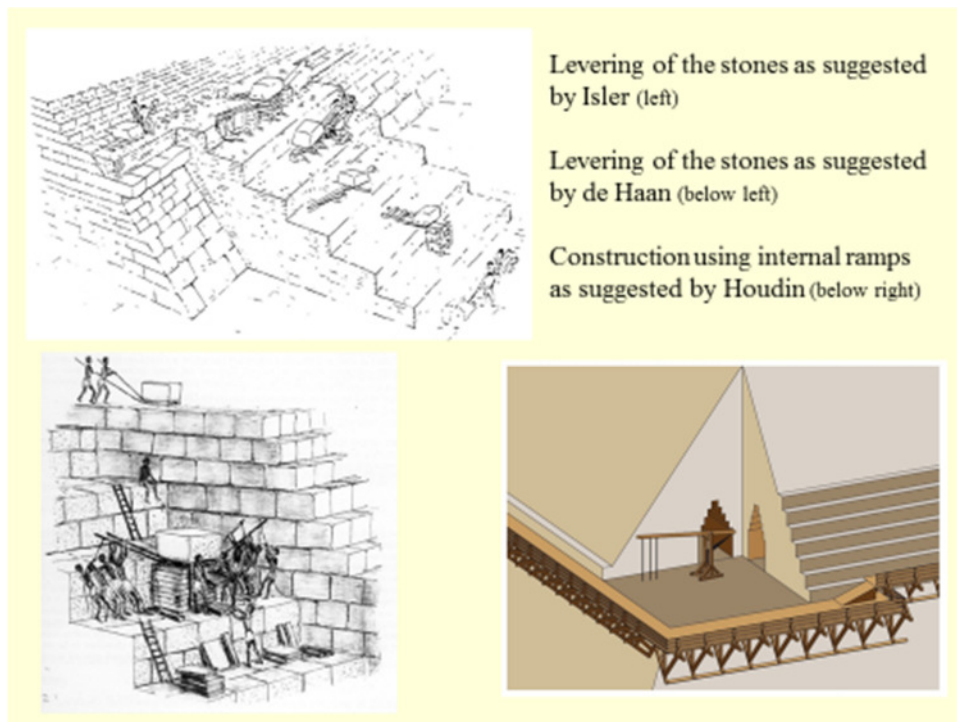 Levering of the stones as suggested
by Isler (left)
Levering of the stones as suggested
by de Haan (below left)
Construction using internal ramps
as suggested by Houdin (below right)